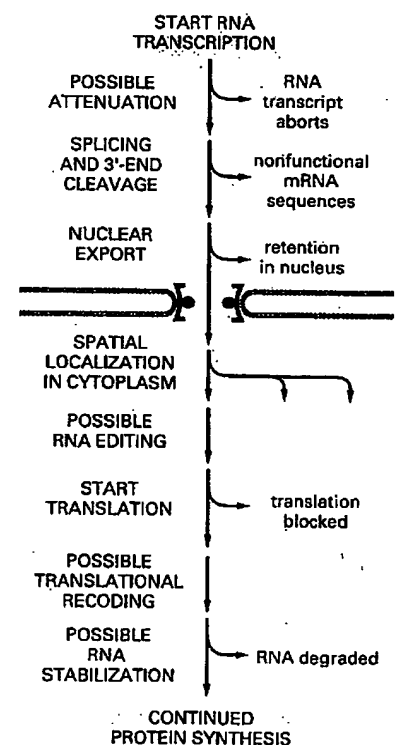 START RNA
TRANSCRIPTION
POSSIBLE
ATTENUATION
RNA
transcript
aborts
SPLICING
AND 3'-END
CLEAVAGE
nonfunctional
mRNA
sequences
NUCLEAR
EXPORT
retention
in nucleus
SPATIAL
LOCALIZATION
IN CYTOPLASM
POSSIBLE
RNA EDITING
START
TRANSLATION
translation
blocked
POSSIBLE
TRANSLATIONAL
RECODING
POSSIBLE
RNA
STABILIZATION
RNA degraded
CONTINUED
PROTEIN SYNTHESIS